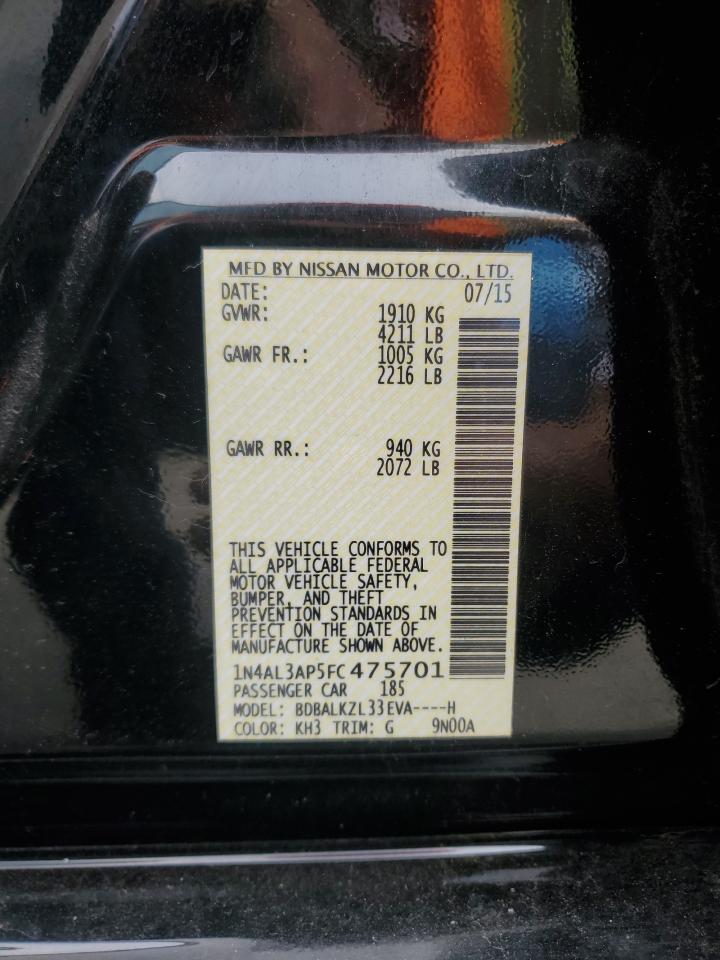 MFD BY NISSAN MOTOR CO., LTD.
DATE: 07/15
GVWR: 1910 KG
4211 LB
GAWR FR.: 1005 KG
2216 LB
GAWR RR.: 940 KG
2072 LB
THIS VEHICLE CONFORMS TO
ALL APPLICABLE FEDERAL
MOTOR VEHICLE SAFETY,
BUMPER, AND THEFT
PREVENTION STANDARDS IN
EFFECT ON THE DATE OF
MANUFACTURE SHOWN ABOVE.
1N4AL3AP5FC475701
PASSENGER CAR 185
MODEL: BDBALKZL33EVA----H
COLOR: KH3 TRIM: G 9N00A